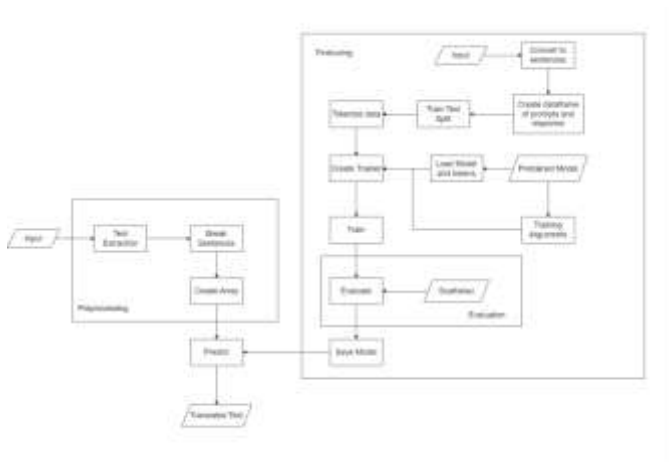 Finetuning
Input
Convert to
sentences
Create dataframe
of prompts and
response
Train Test
Split
Tokenize data
Create Trainer
Load Model
and tokens
Pretrained Model
Training
arguments
Train
Input
Text
Extraction
Break
Sentences
Create Array
Preprocessing
Evaluate
Evaluation
Predict
Save Model
Translated Text